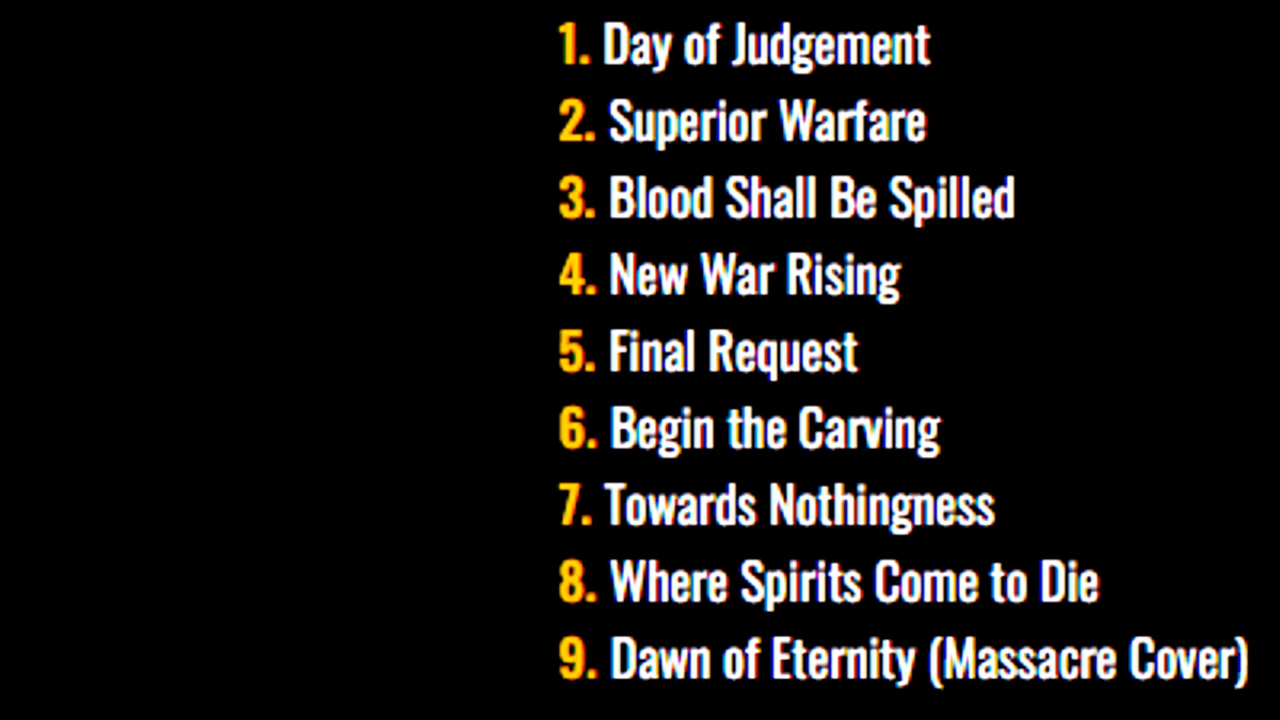 1. Day of Judgement
2. Superior Warfare
3. Blood Shall Be Spilled
4. New War Rising
5. Final Request
6. Begin the Carving
7. Towards Nothingness
8. Where Spirits Come to Die
9. Dawn of Eternity (Massacre Cover)